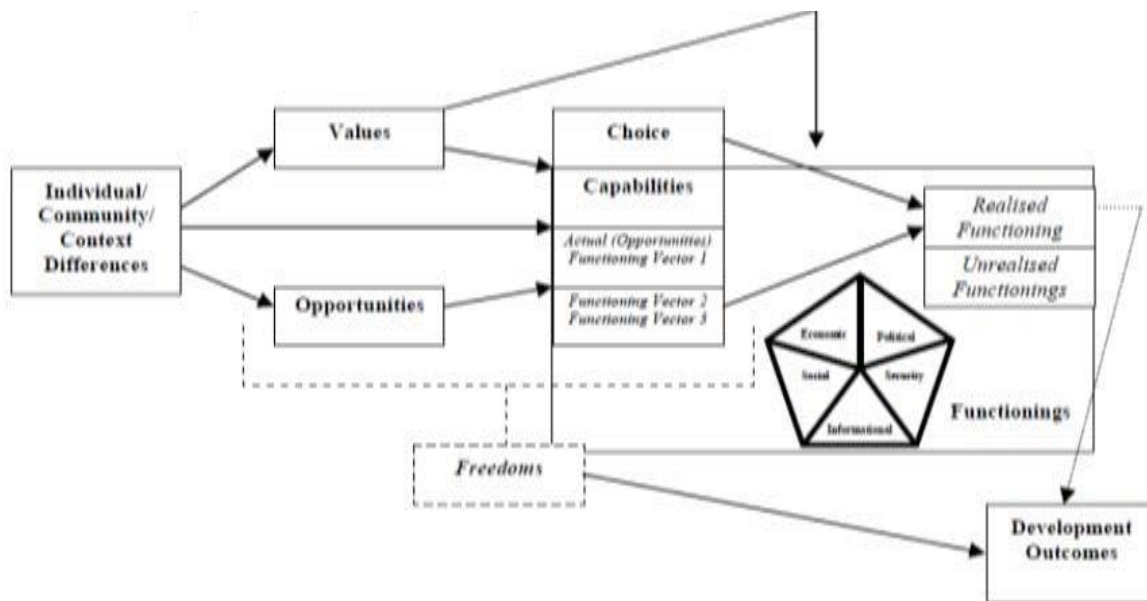 Values
Choice
Individual/
Community/
Context
Differences
Capabilities
Realised
Functioning
Actual (Opportunities)
Functioning Vector 1
Unrealised
Functionings
Opportunities
Functioning Vector 2
Functioning Vector 3
Economic
Political
Social
Security
Informational
Functionings
Freedoms
Development
Outcomes